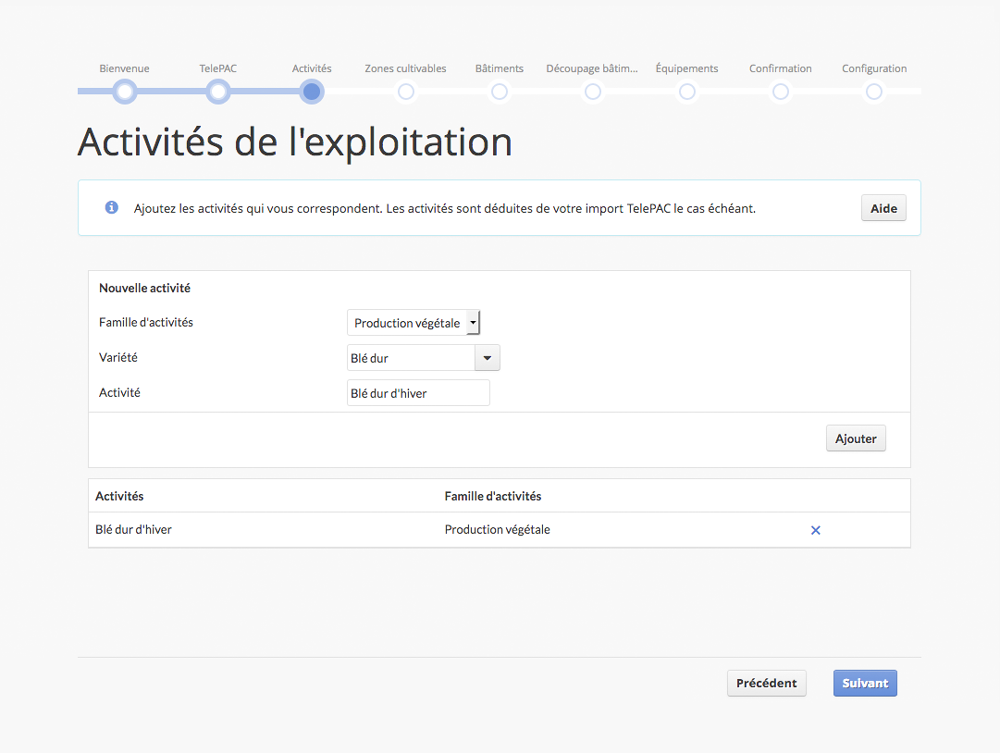 Bienvenue TelePAC Activités Zones cultivables Bâtiments Découpage bâtim... Équipements Confirmation Configuration
Activités de l'exploitation
Ajoutez les activités qui vous correspondent. Les activités sont déduites de votre import TelePAC le cas échéant. Aide
Nouvelle activité
Famille d'activités Production végétale
Variété Blé dur
Activité Blé dur d'hiver
Ajouter
Activités Famille d'activités
Blé dur d'hiver Production végétale
Précédent Suivant